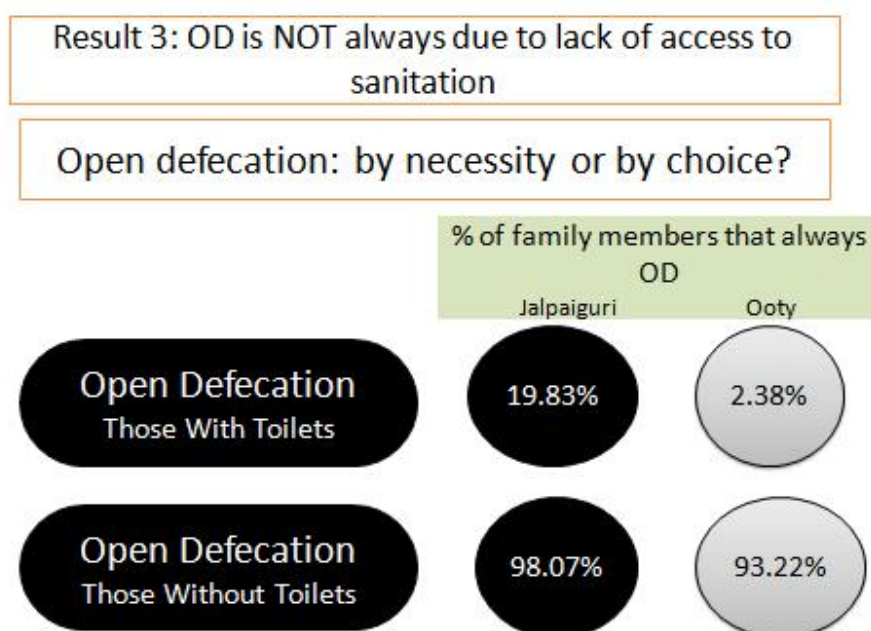 Result 3: OD is NOT always due to lack of access to
sanitation
Open defecation: by necessity or by choice?
% of family members that always
OD
Jalpaiguri Ooty
Open Defecation
Those With Toilets
19.83% 2.38%
Open Defecation
Those Without Toilets
98.07% 93.22%